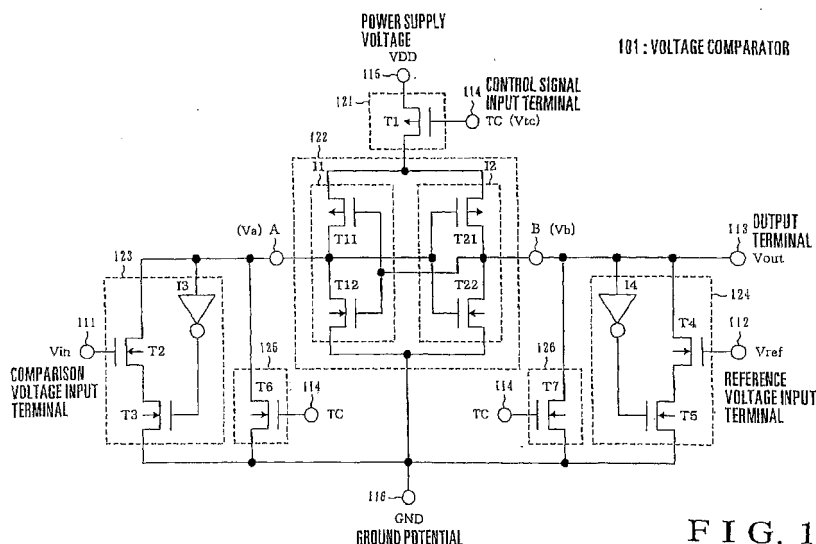 POWER SUPPLY
VOLTAGE
VDD
101 : VOLTAGE COMPARATOR
115
121
T1
114
CONTROL SIGNAL
INPUT TERMINAL
TC (Vtc)
122
I1
I2
T11
T21
(Va) A
B (Vb)
113
OUTPUT
TERMINAL
Vout
123
I3
T12
T22
I4
124
111
Vin
T2
T4
112
Vref
COMPARISON
VOLTAGE INPUT
TERMINAL
125
T6
114
TC
126
114
T7
TC
REFERENCE
VOLTAGE INPUT
TERMINAL
T3
T5
116
GND
GROUND POTENTIAL
FIG. 1